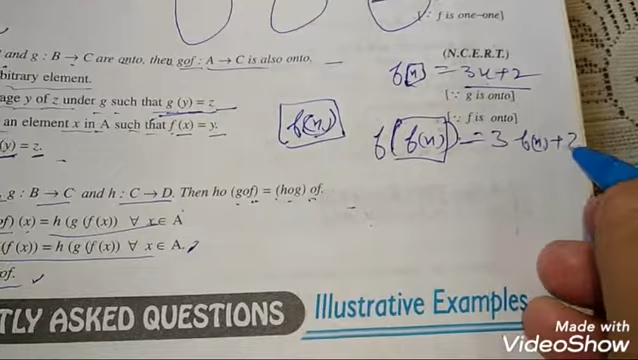 [∵ f is one–one]
and g : B → C are onto, then gof : A → C is also onto.
(N.C.E.R.T.)
bitrary element.
f(x) = 3x+2
age y of z under g such that g (y) = z
[∵ g is onto]
an element x in A such that f (x) = y.
f(x)
[∵ f is onto]
f(f(x)) = 3 f(x)+2
(y) = z.
g : B → C and h : C → D. Then ho (gof) = (hog) of.
of) (x) = h (g (f (x)) ∀ x ∈ A
(f (x)) = h (g (f (x)) ∀ x ∈ A.
of.
TLY ASKED QUESTIONS
Illustrative Examples
Made with
VideoShow